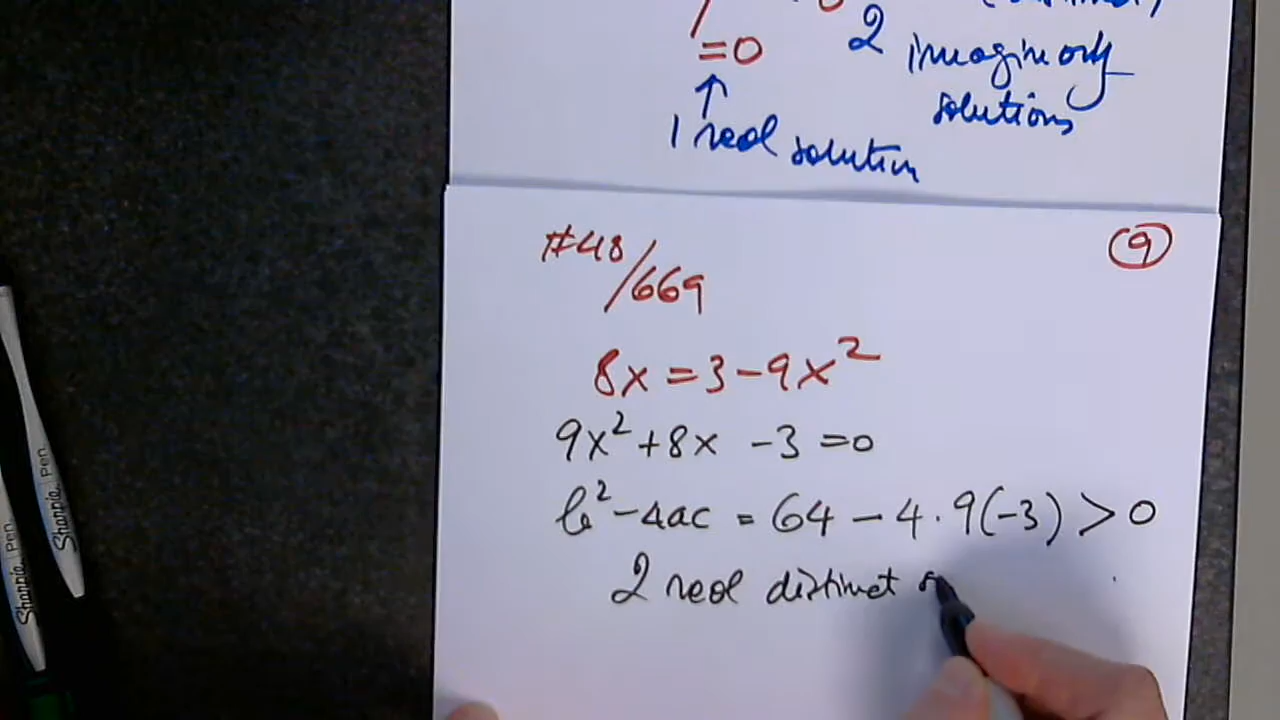 =0
2 imaginary
solutions
1 real solution
#48/669
9
8x = 3 - 9x²
9x² + 8x - 3 = 0
b² - 4ac = 64 - 4 · 9(-3) > 0
2 real distinct
Sharpie PEN
Sharpie PEN